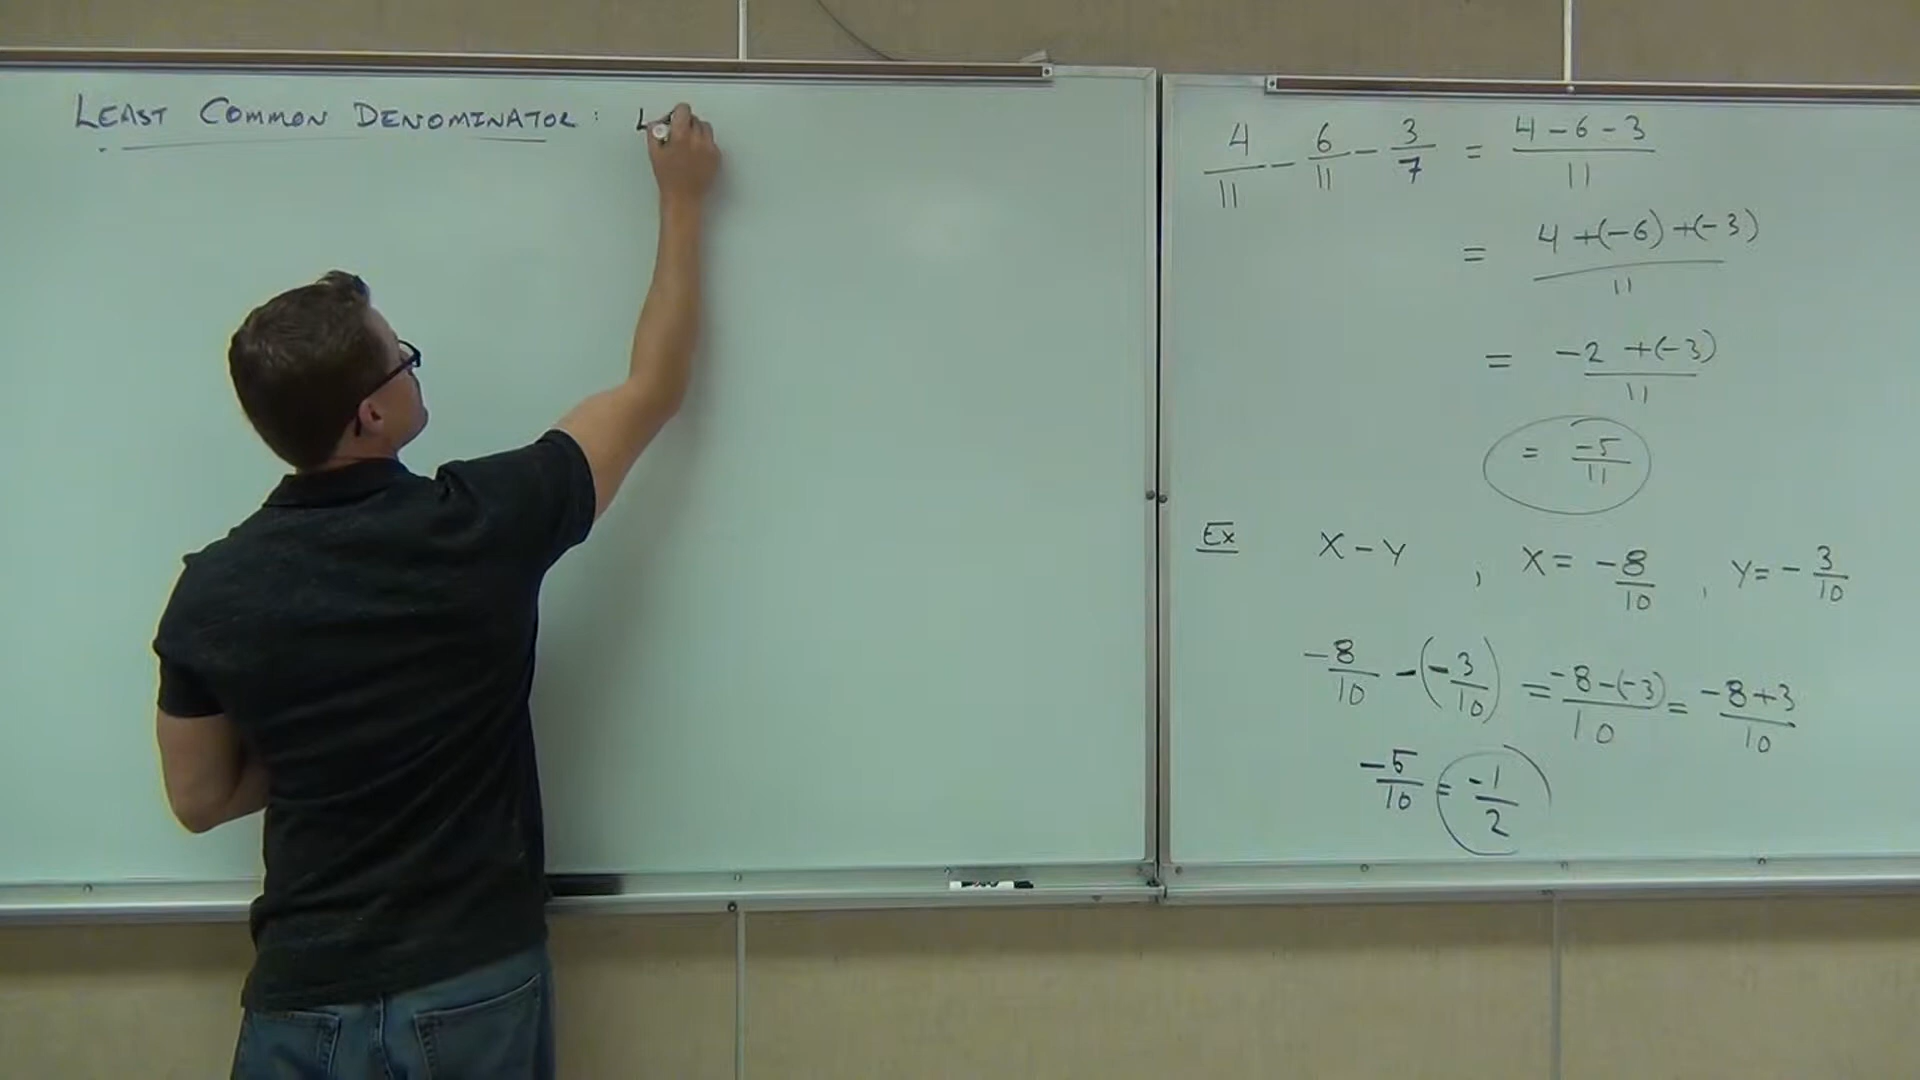 LEAST COMMON DENOMINATOR : L
4/11 - 6/11 - 3/7 = (4 - 6 - 3)/11
= (4 + (-6) + (-3))/11
= (-2 + (-3))/11
= -5/11
Ex X - Y ; X = -8/10 , Y = -3/10
-8/10 - (-3/10) = (-8 - (-3))/10 = (-8 + 3)/10
-5/10 = -1/2